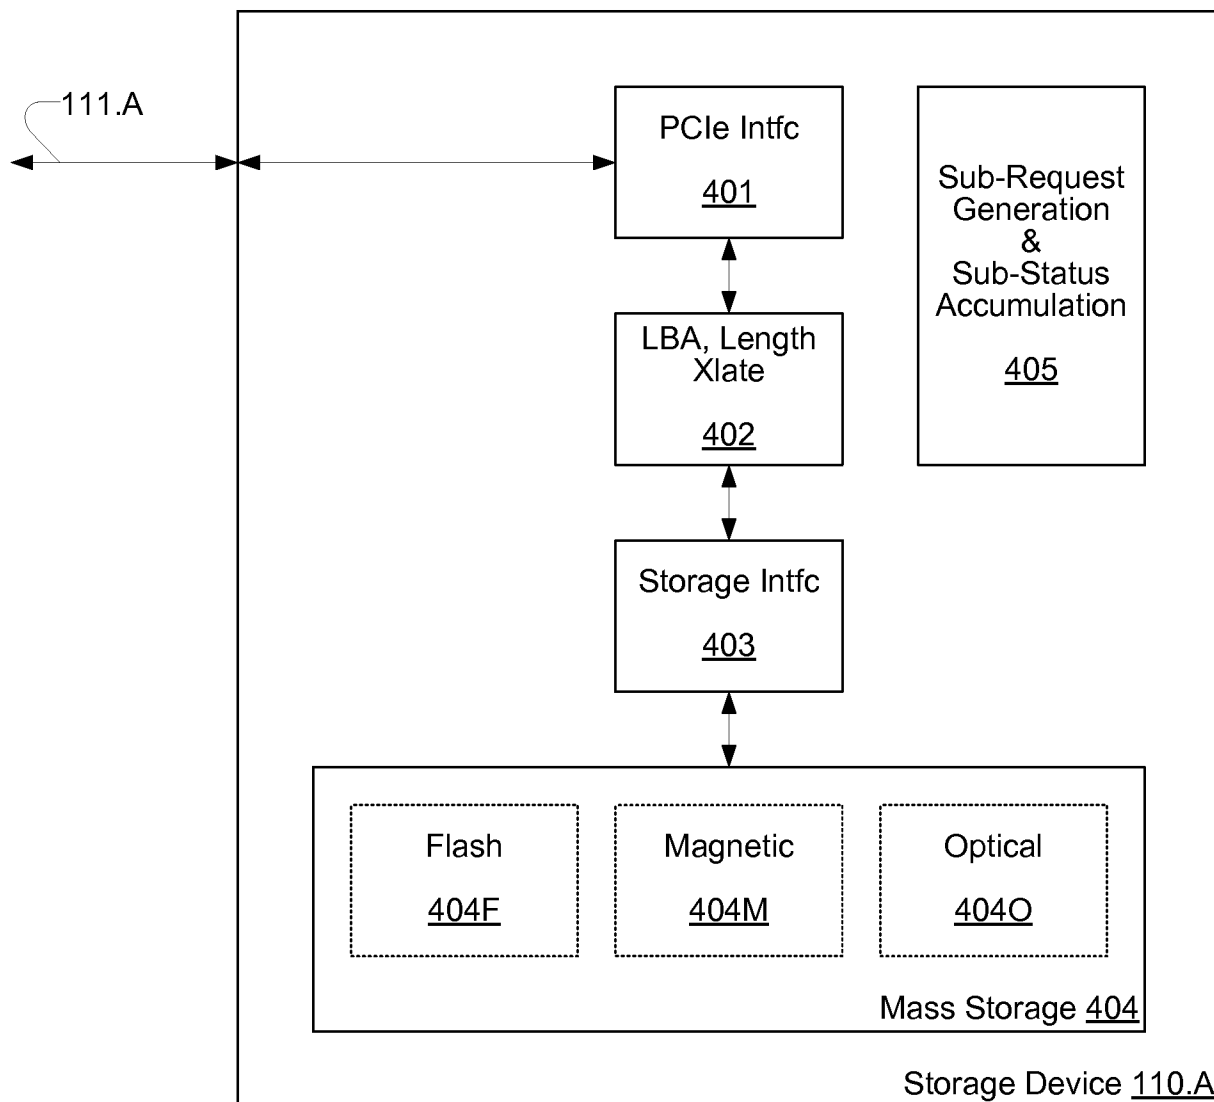 111.A
PCIe Intfc
401
Sub-Request
Generation
&
Sub-Status
Accumulation
405
LBA, Length
Xlate
402
Storage Intfc
403
Flash
404F
Magnetic
404M
Optical
404O
Mass Storage 404
Storage Device 110.A